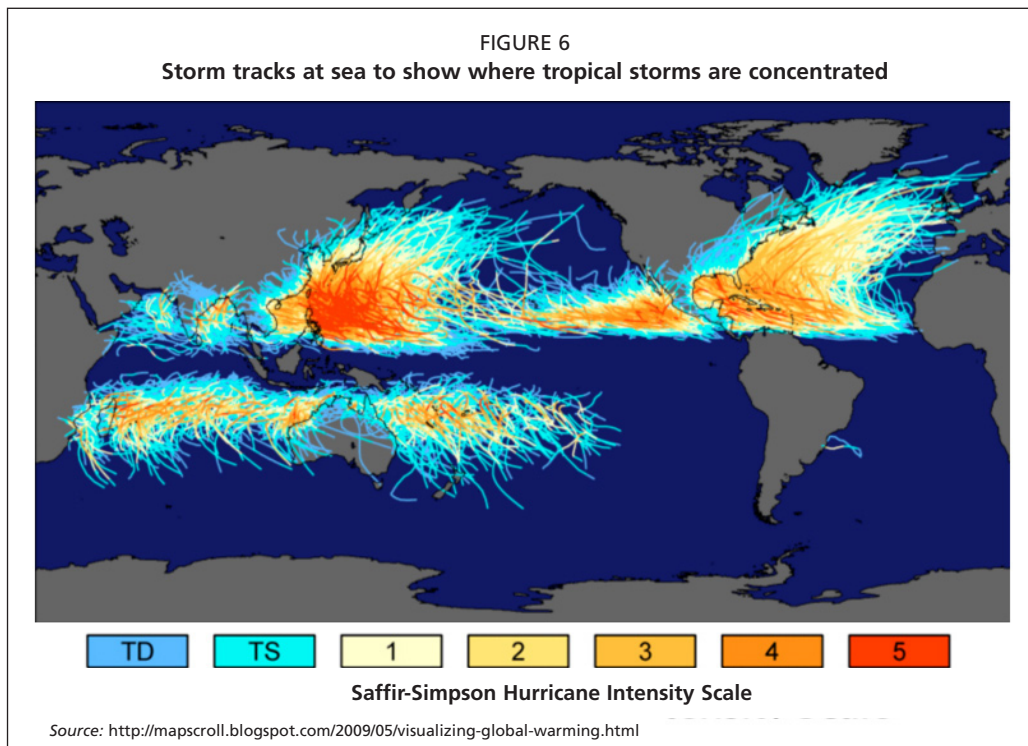 FIGURE 6
Storm tracks at sea to show where tropical storms are concentrated
TD TS 1 2 3 4 5
Saffir-Simpson Hurricane Intensity Scale
Source: http://mapscroll.blogspot.com/2009/05/visualizing-global-warming.html